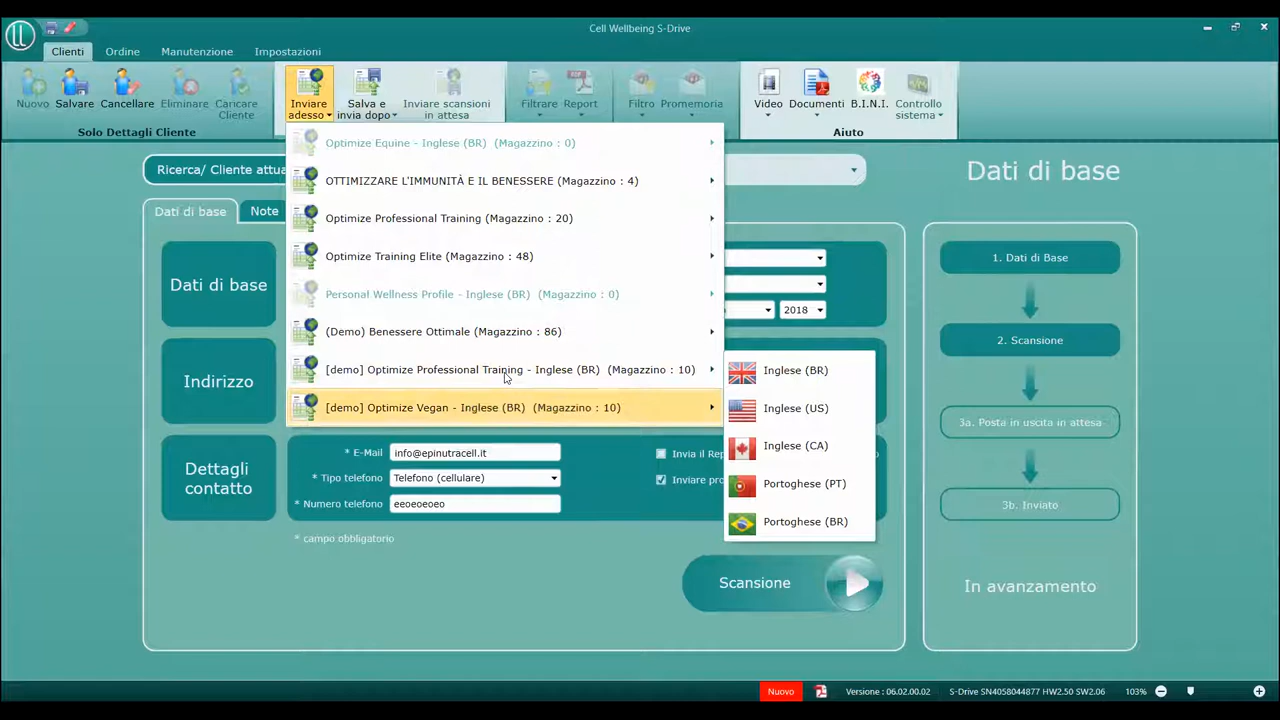 Cell Wellbeing S-Drive
Clienti Ordine Manutenzione Impostazioni
Nuovo Salvare Cancellare Eliminare Caricare Cliente
Solo Dettagli Cliente
Inviare adesso
Salva e invia dopo
Inviare scansioni in attesa
Filtrare Report
Filtro Promemoria
Video Documenti B.I.N.I. Controllo sistema
Aiuto
Optimize Equine - Inglese (BR) (Magazzino : 0)
OTTIMIZZARE L'IMMUNITÀ E IL BENESSERE (Magazzino : 4)
Optimize Professional Training (Magazzino : 20)
Optimize Training Elite (Magazzino : 48)
Personal Wellness Profile - Inglese (BR) (Magazzino : 0)
(Demo) Benessere Ottimale (Magazzino : 86)
[demo] Optimize Professional Training - Inglese (BR) (Magazzino : 10)
[demo] Optimize Vegan - Inglese (BR) (Magazzino : 10)
Inglese (BR)
Inglese (US)
Inglese (CA)
Portoghese (PT)
Portoghese (BR)
Ricerca/ Cliente attua
Dati di base
Dati di base Note
Dati di base
2018
Indirizzo
Dettagli contatto
* E-Mail info@epinutracell.it
* Tipo telefono Telefono (cellulare)
* Numero telefono eeoeoeoeo
Invia il Rep
o
Inviare pro
* campo obbligatorio
Scansione
1. Dati di Base
2. Scansione
3a. Posta in uscita in attesa
3b. Inviato
In avanzamento
Nuovo
Versione : 06.02.00.02
S-Drive SN4058044877 HW2.50 SW2.06
103%